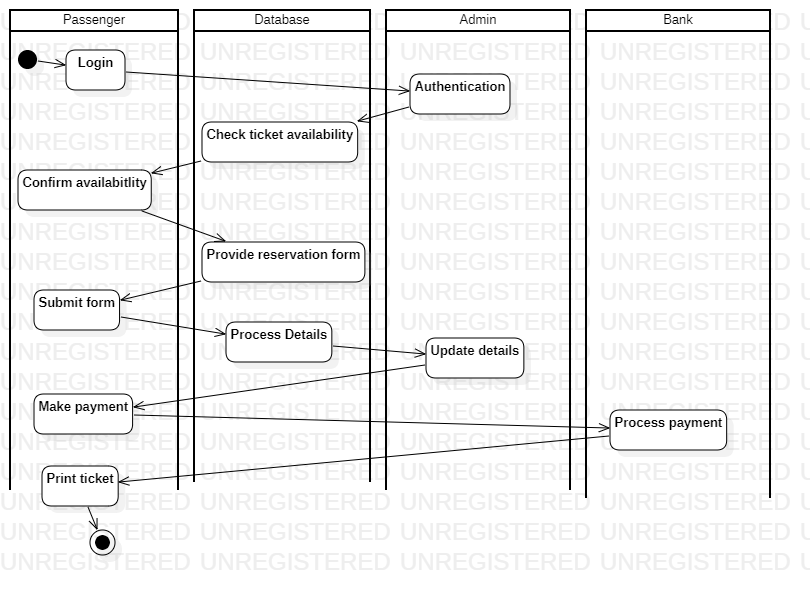 Passenger
Database
Admin
Bank
Login
Authentication
Check ticket availability
Confirm availabitlity
Provide reservation form
Submit form
Process Details
Update details
Make payment
Process payment
Print ticket
UNREGISTERED